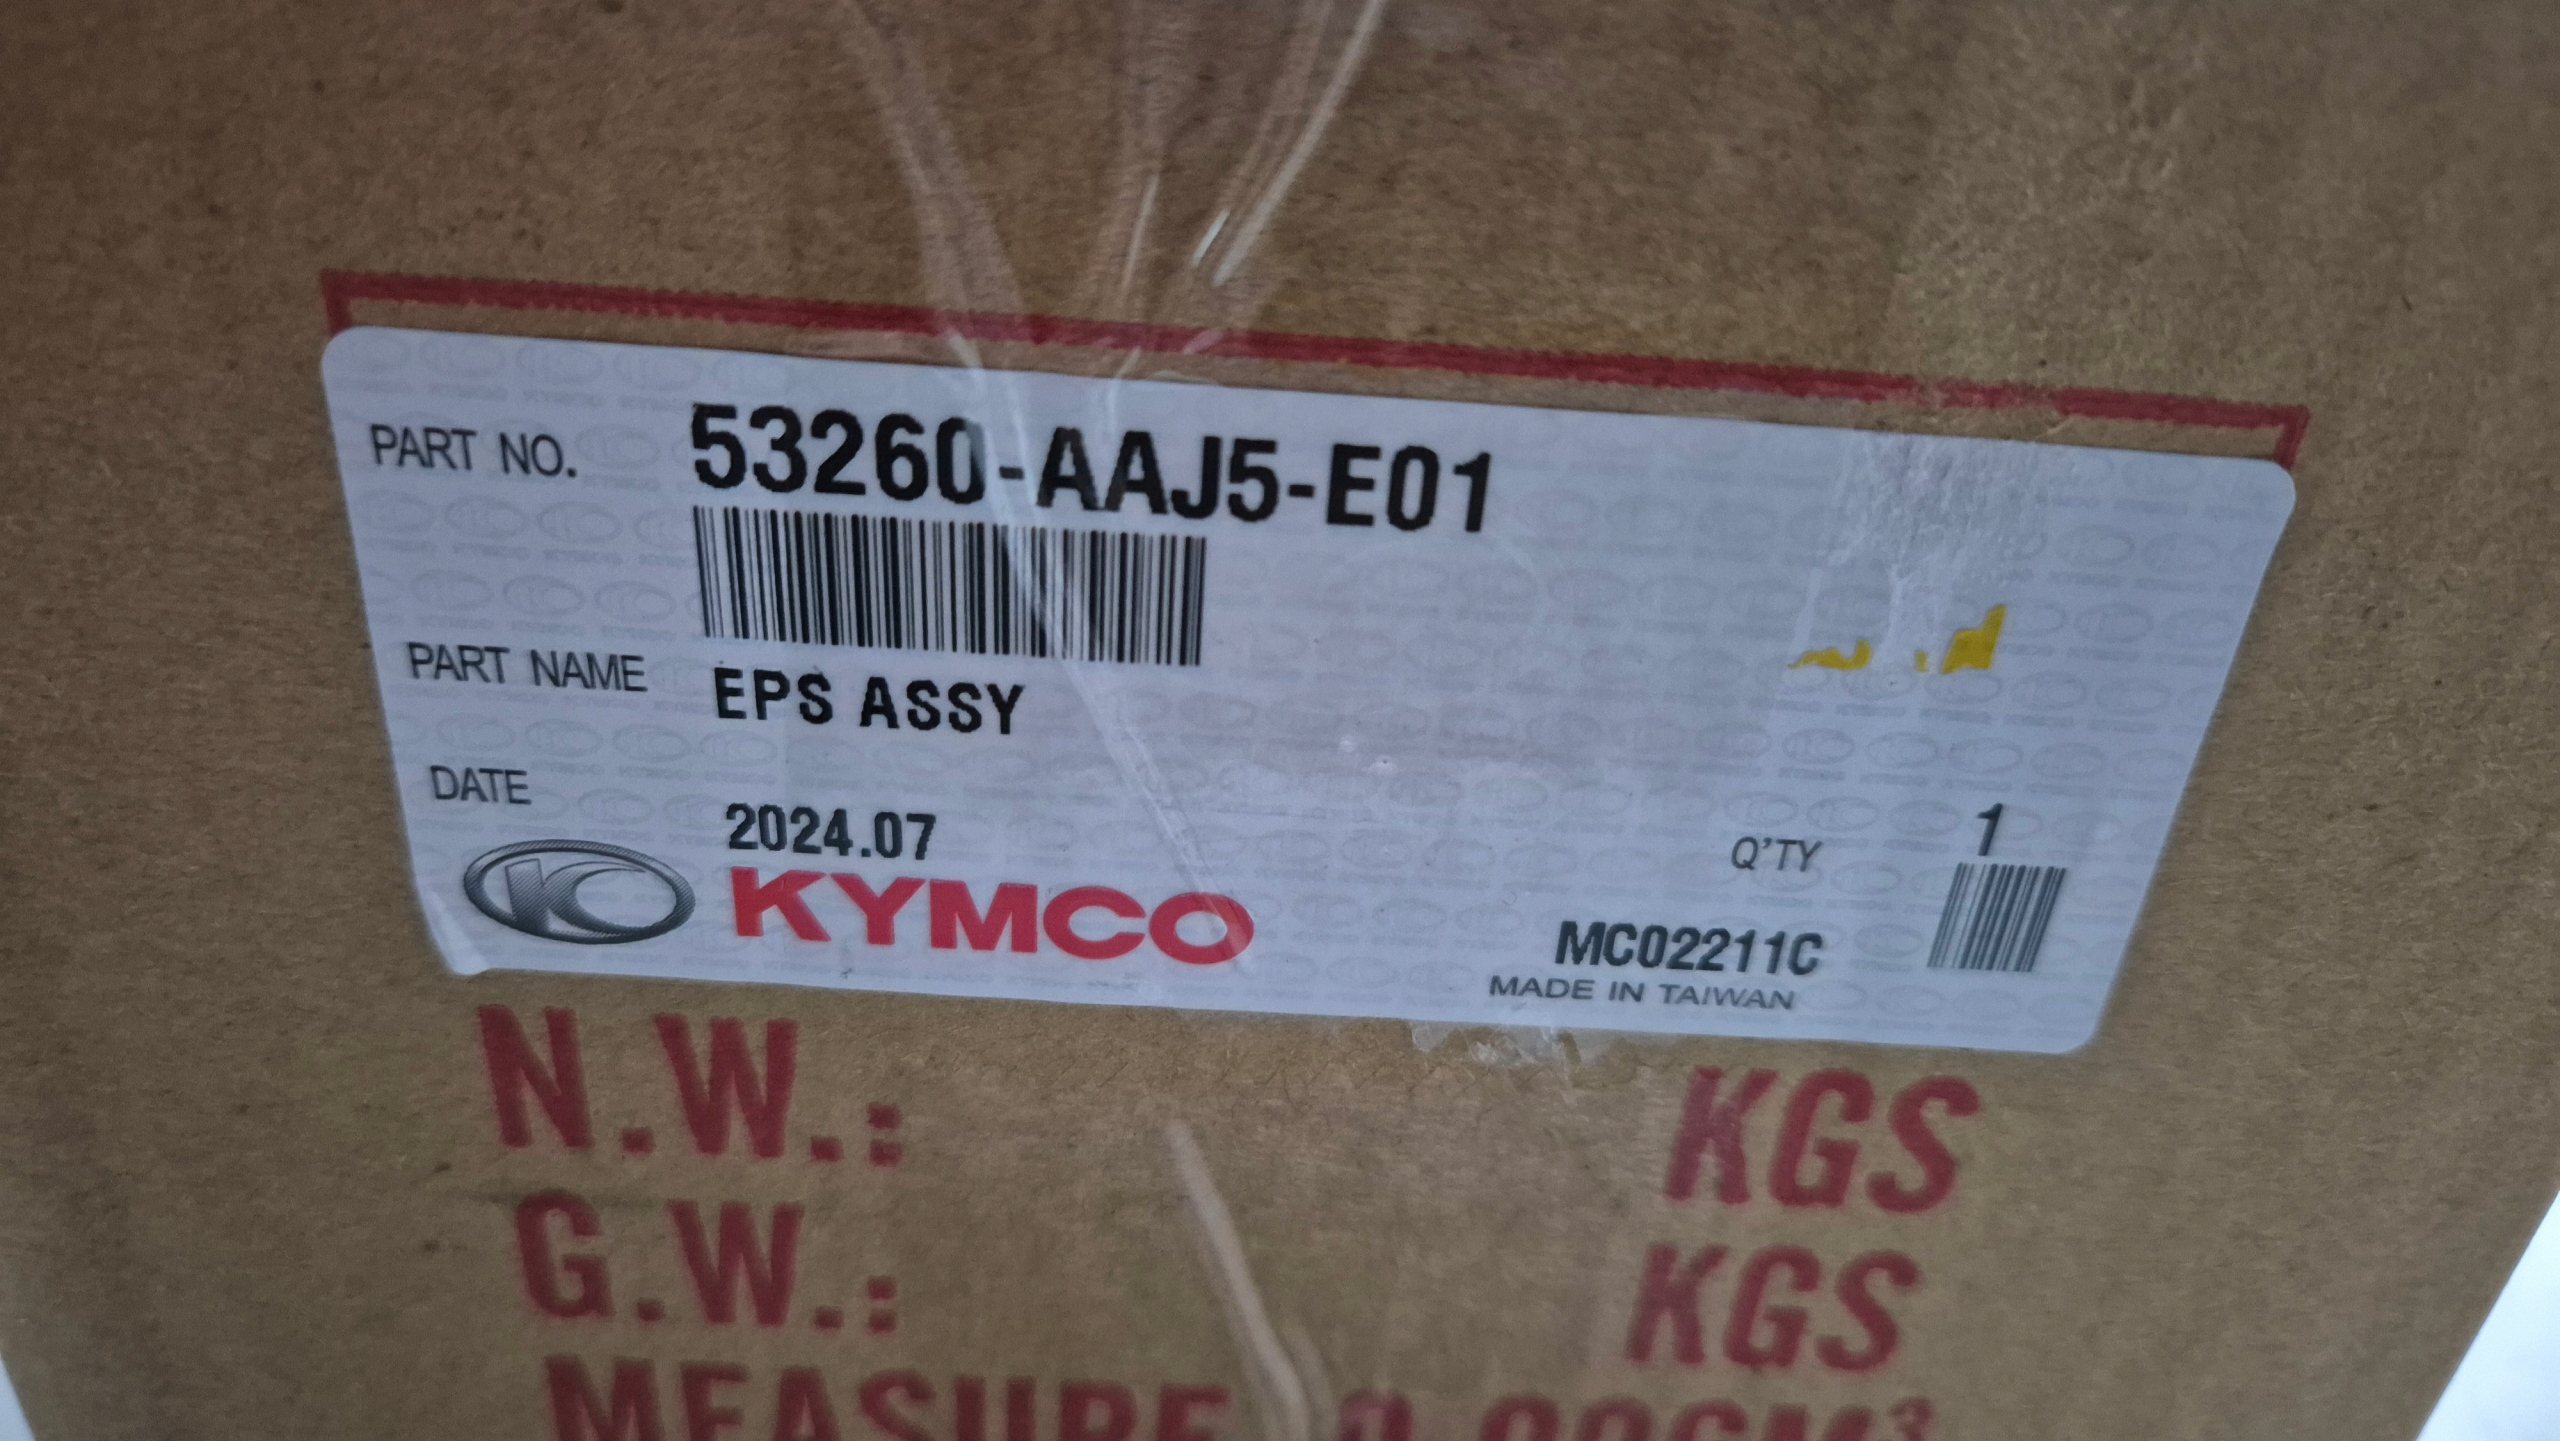 PART NO. 53260-AAJ5-E01
PART NAME EPS ASSY
DATE 2024.07
Q'TY 1
KYMCO
MC02211C
MADE IN TAIWAN
N.W.: KGS
G.W.: KGS
MEASURE